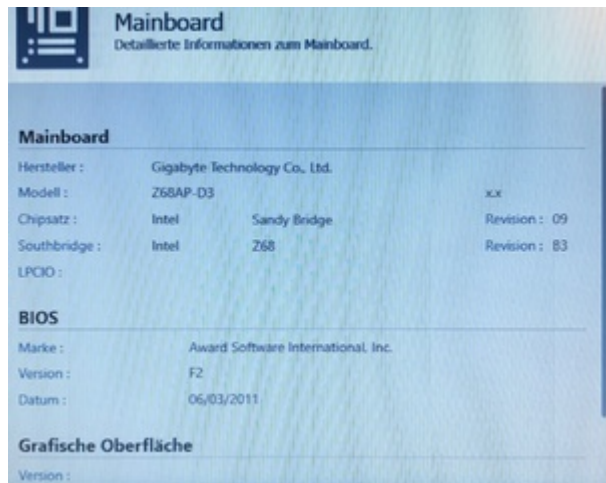 Mainboard
Detaillierte Informationen zum Mainboard.
Mainboard
Hersteller : Gigabyte Technology Co., Ltd.
Modell : Z68AP-D3 x.x
Chipsatz : Intel Sandy Bridge Revision : 09
Southbridge : Intel Z68 Revision : B3
LPCIO :
BIOS
Marke : Award Software International, Inc.
Version : F2
Datum : 06/03/2011
Grafische Oberfläche
Version :